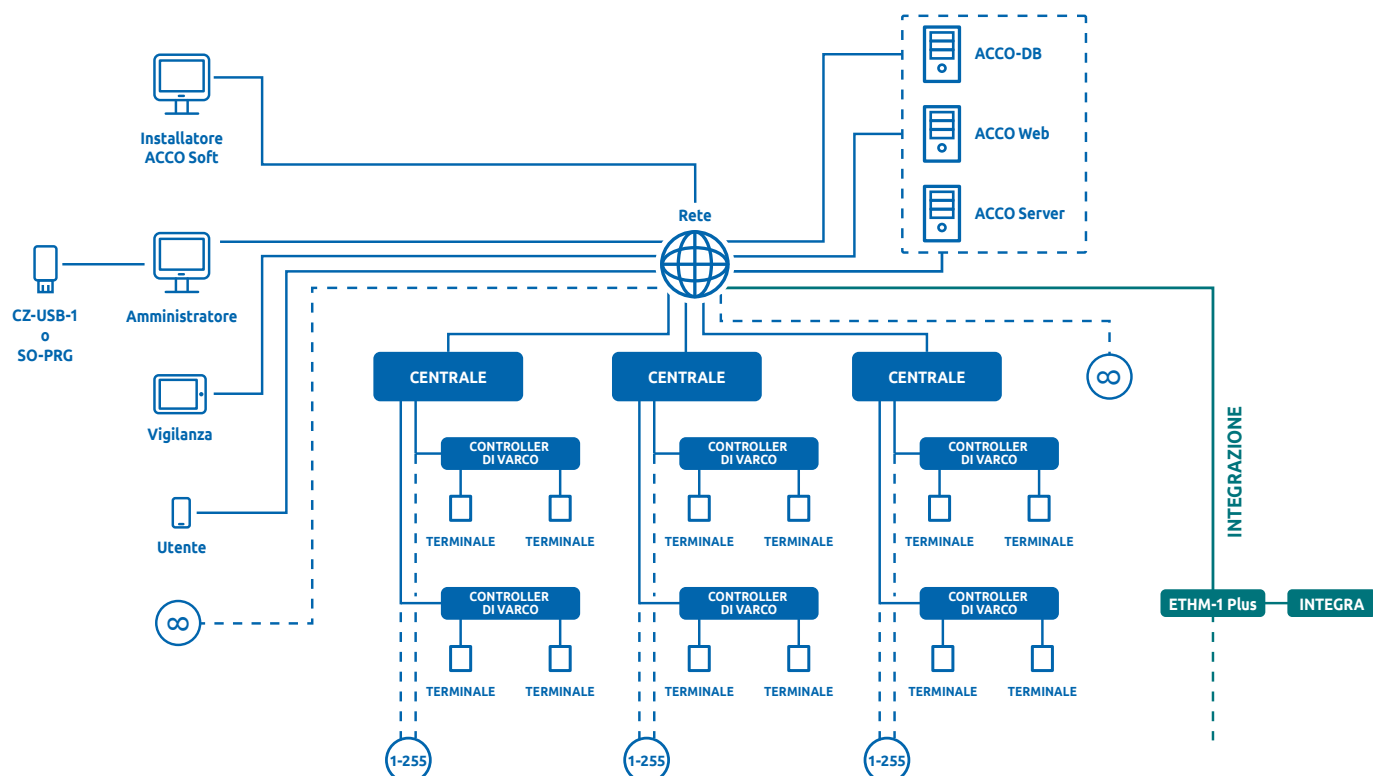 ACCO-DB
Installatore
ACCO Soft
ACCO Web
Rete
ACCO Server
CZ-USB-1
o
SO-PRG
Amministratore
CENTRALE
CENTRALE
CENTRALE
∞
Vigilanza
INTEGRAZIONE
CONTROLLER
DI VARCO
CONTROLLER
DI VARCO
CONTROLLER
DI VARCO
Utente
TERMINALE
TERMINALE
TERMINALE
TERMINALE
TERMINALE
TERMINALE
∞
CONTROLLER
DI VARCO
CONTROLLER
DI VARCO
CONTROLLER
DI VARCO
ETHM-1 Plus
INTEGRA
TERMINALE
TERMINALE
TERMINALE
TERMINALE
TERMINALE
TERMINALE
1-255
1-255
1-255